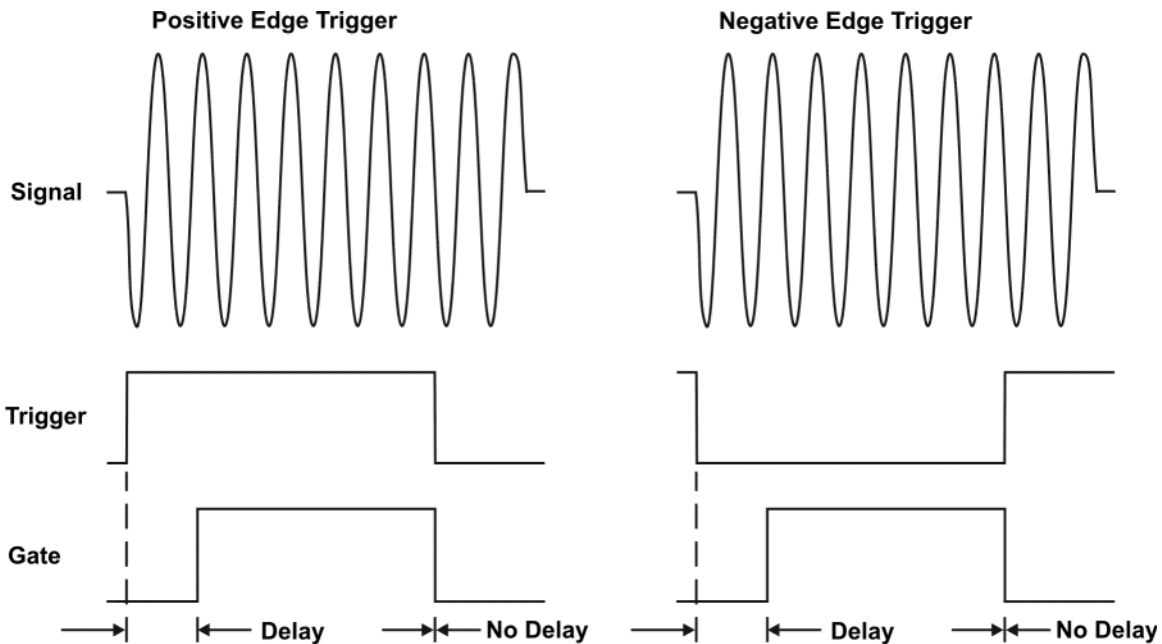 Positive Edge Trigger
Negative Edge Trigger
Signal
Trigger
Gate
Delay
No Delay
Delay
No Delay